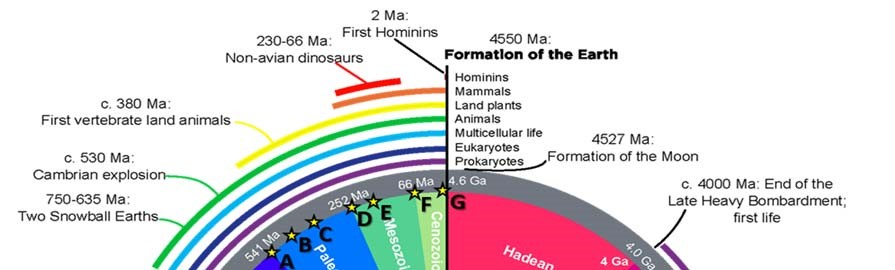 2 Ma:
First Hominins
4550 Ma:
Formation of the Earth
230-66 Ma:
Non-avian dinosaurs
Hominins
Mammals
Land plants
Animals
Multicellular life
Eukaryotes
Prokaryotes
c. 380 Ma:
First vertebrate land animals
4527 Ma:
Formation of the Moon
c. 530 Ma:
Cambrian explosion
c. 4000 Ma: End of the
Late Heavy Bombardment;
first life
750-635 Ma:
Two Snowball Earths
541 Ma
252 Ma
66 Ma
4.6 Ga
4.0 Ga
4 Ga
A
B
C
D
E
F
G
Pale
Mesozoi
Cenozoic
Hadean